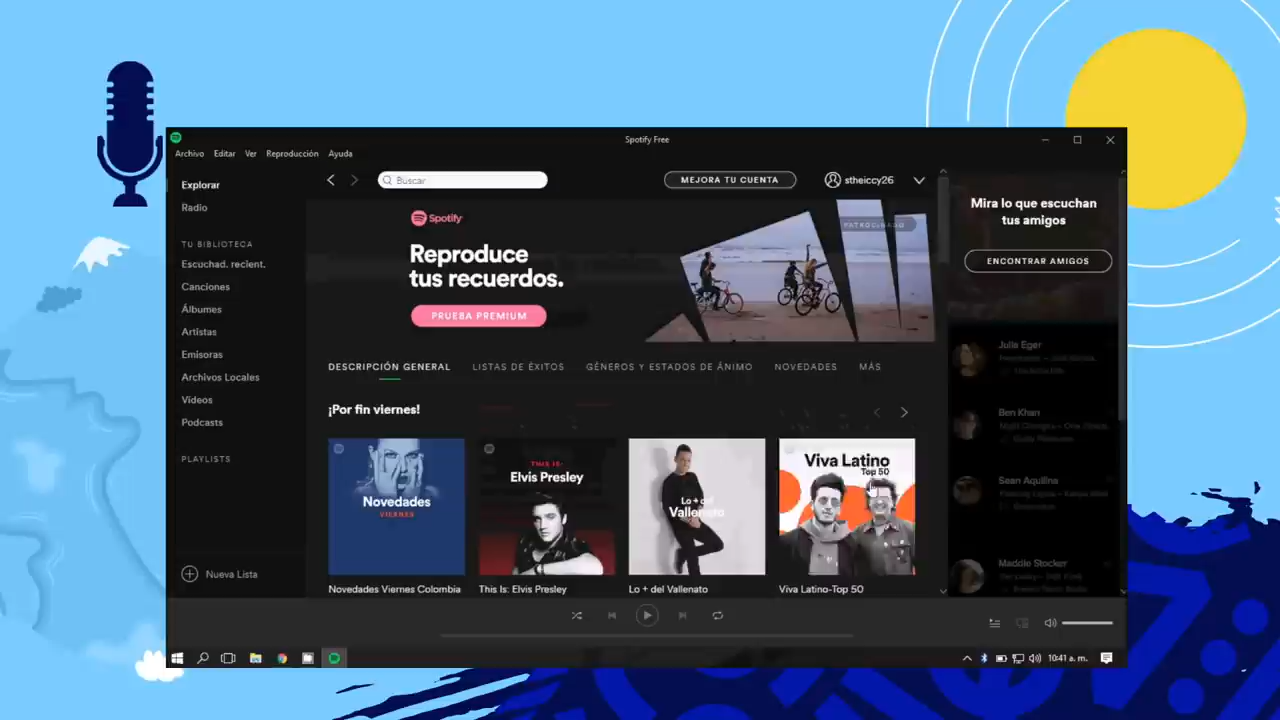 Spotify Free
Archivo Editar Ver Reproducción Ayuda
Explorar
Radio
TU BIBLIOTECA
Escuchad. recient.
Canciones
Álbumes
Artistas
Emisoras
Archivos Locales
Videos
Podcasts
PLAYLISTS
Nueva lista
Buscar
MEJORA TU CUENTA
stheiccy26
Spotify
PATROCINADO
Reproduce
tus recuerdos.
PRUEBA PREMIUM
DESCRIPCIÓN GENERAL LISTAS DE ÉXITOS GÉNEROS Y ESTADOS DE ÁNIMO NOVEDADES MÁS
¡Por fin viernes!
Novedades
VIERNES
Novedades Viernes Colombia
THIS IS:
Elvis Presley
This Is: Elvis Presley
Lo + del
Vallenato
Lo + del Vallenato
Viva Latino
Top 50
Viva Latino-Top 50
Mira lo que escuchan
tus amigos
ENCONTRAR AMIGOS
Julia Eger
Ben Khan
Sean Aquilina
Maddie Stocker
10:41 a. m.